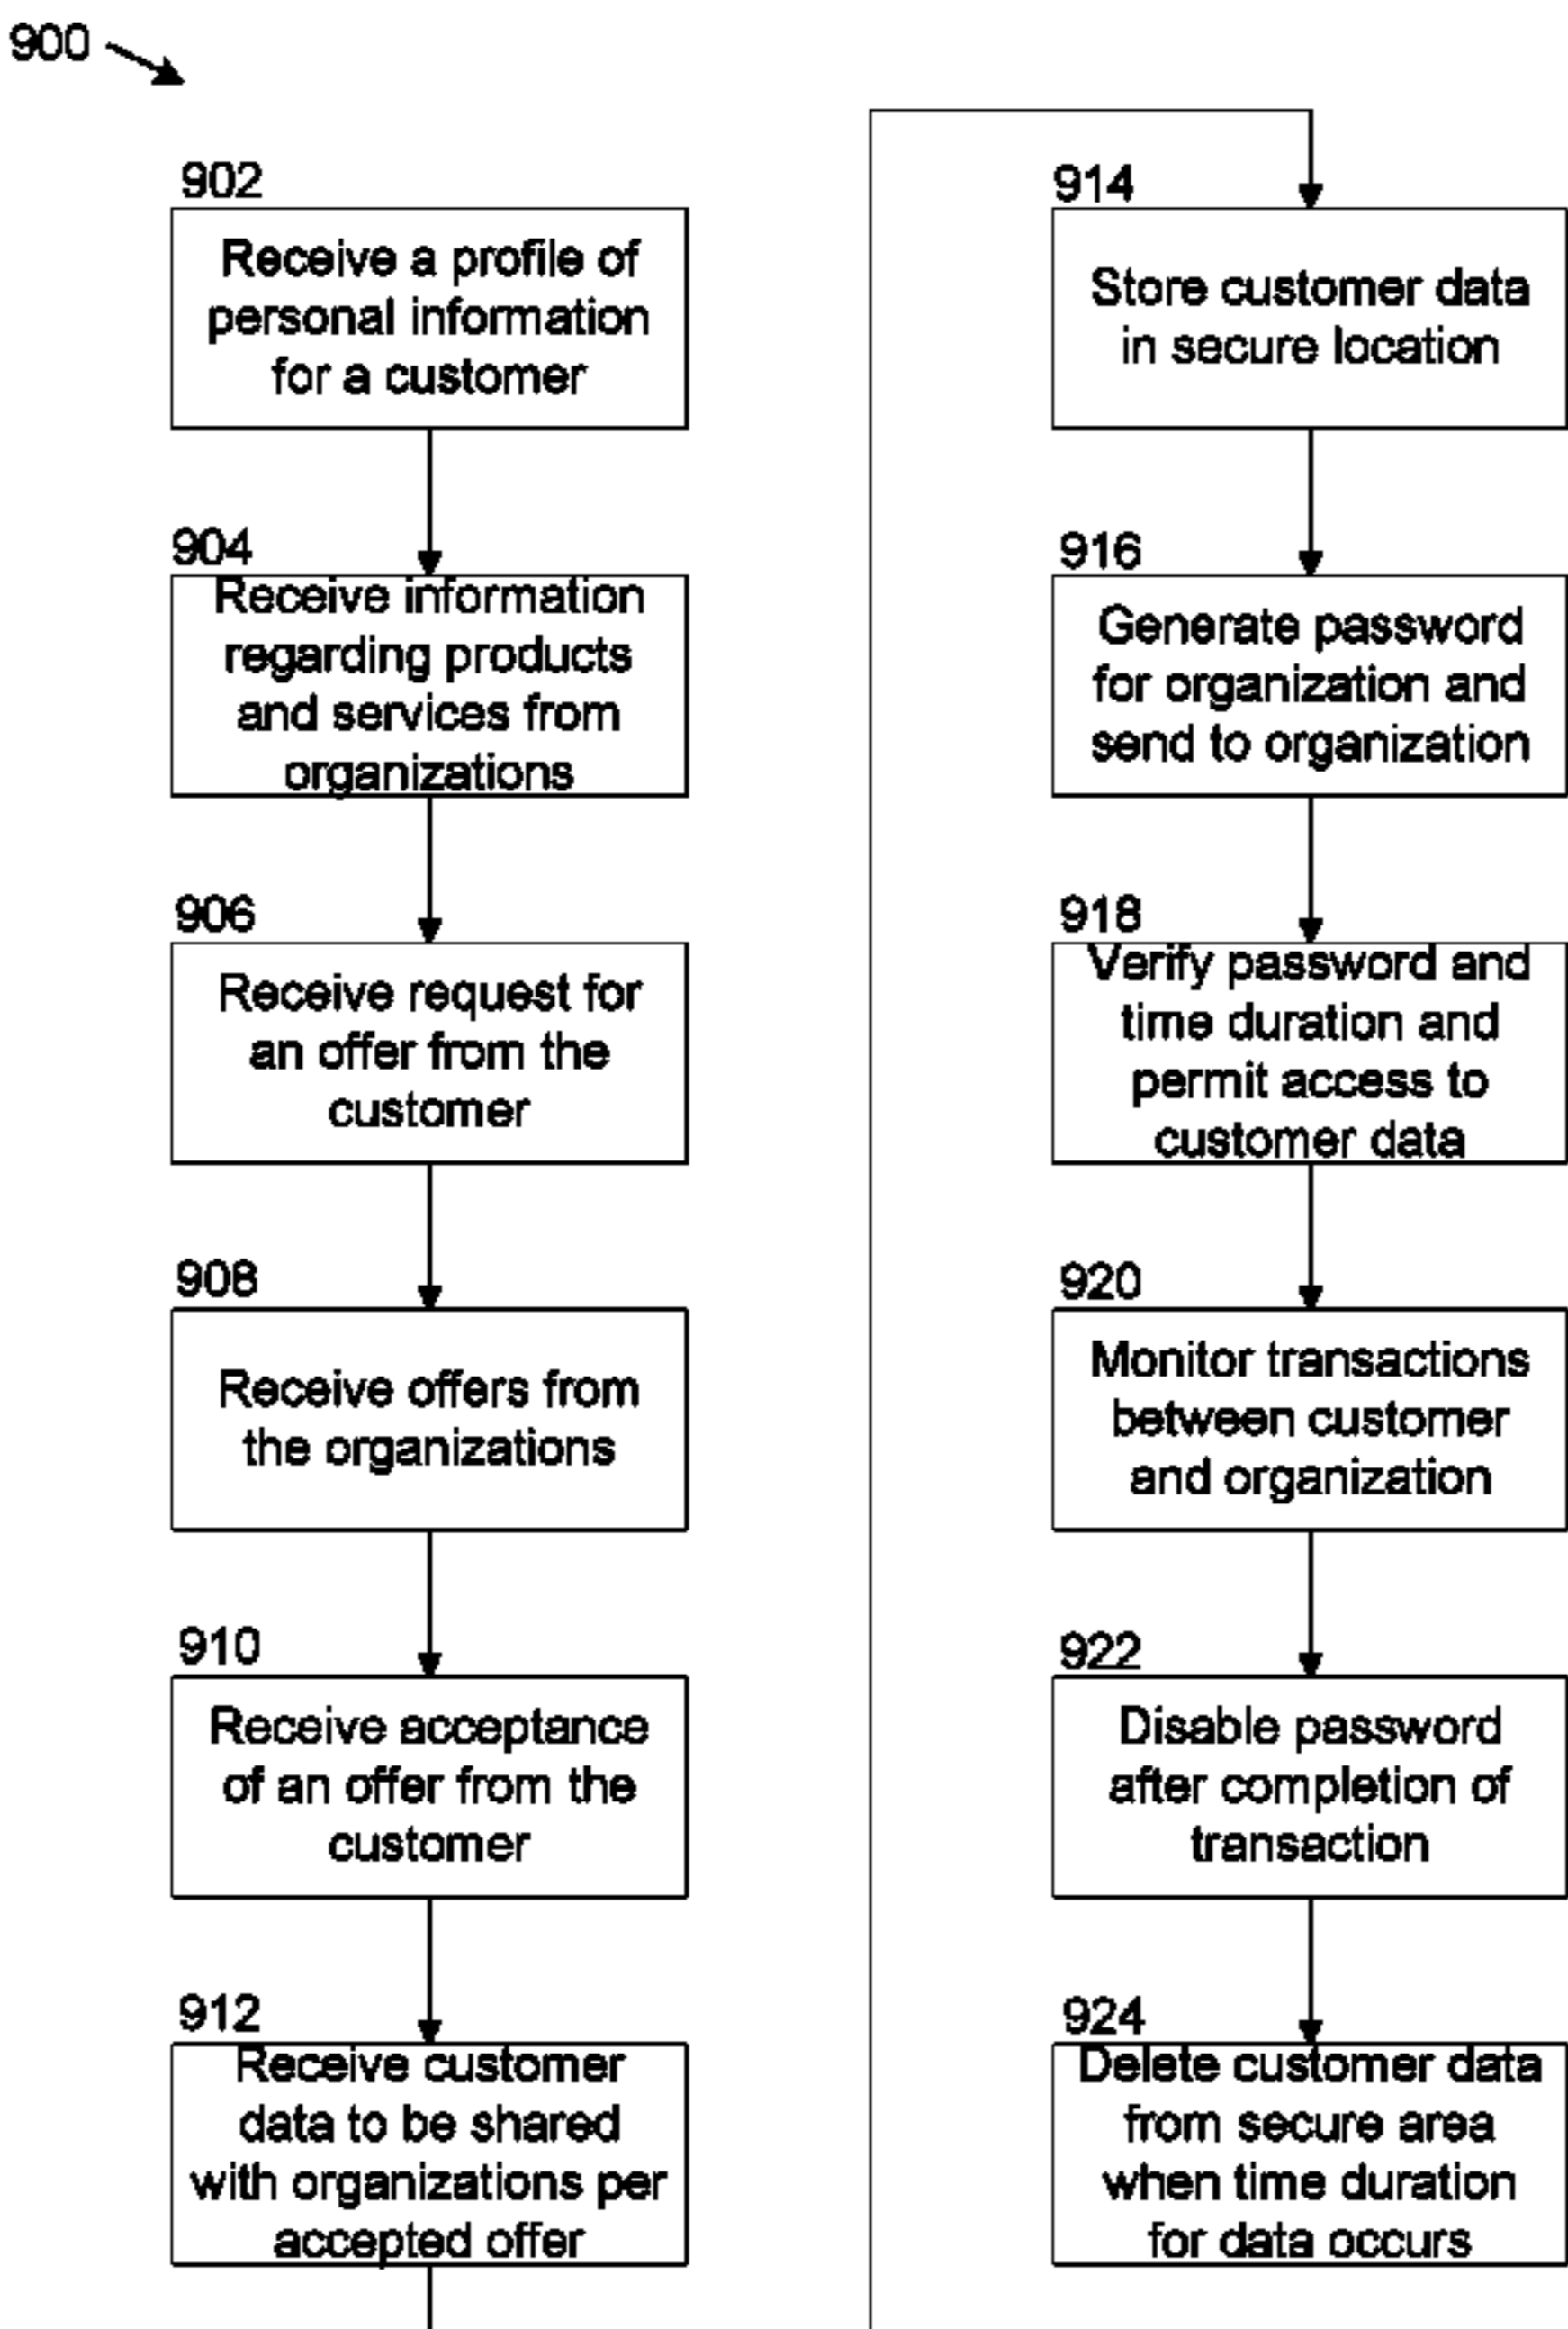 900
902
Receive a profile of
personal information
for a customer
904
Receive information
regarding products
and services from
organizations
906
Receive request for
an offer from the
customer
908
Receive offers from
the organizations
910
Receive acceptance
of an offer from the
customer
912
Receive customer
data to be shared
with organizations per
accepted offer
914
Store customer data
in secure location
916
Generate password
for organization and
send to organization
918
Verify password and
time duration and
permit access to
customer data
920
Monitor transactions
between customer
and organization
922
Disable password
after completion of
transaction
924
Delete customer data
from secure area
when time duration
for data occurs